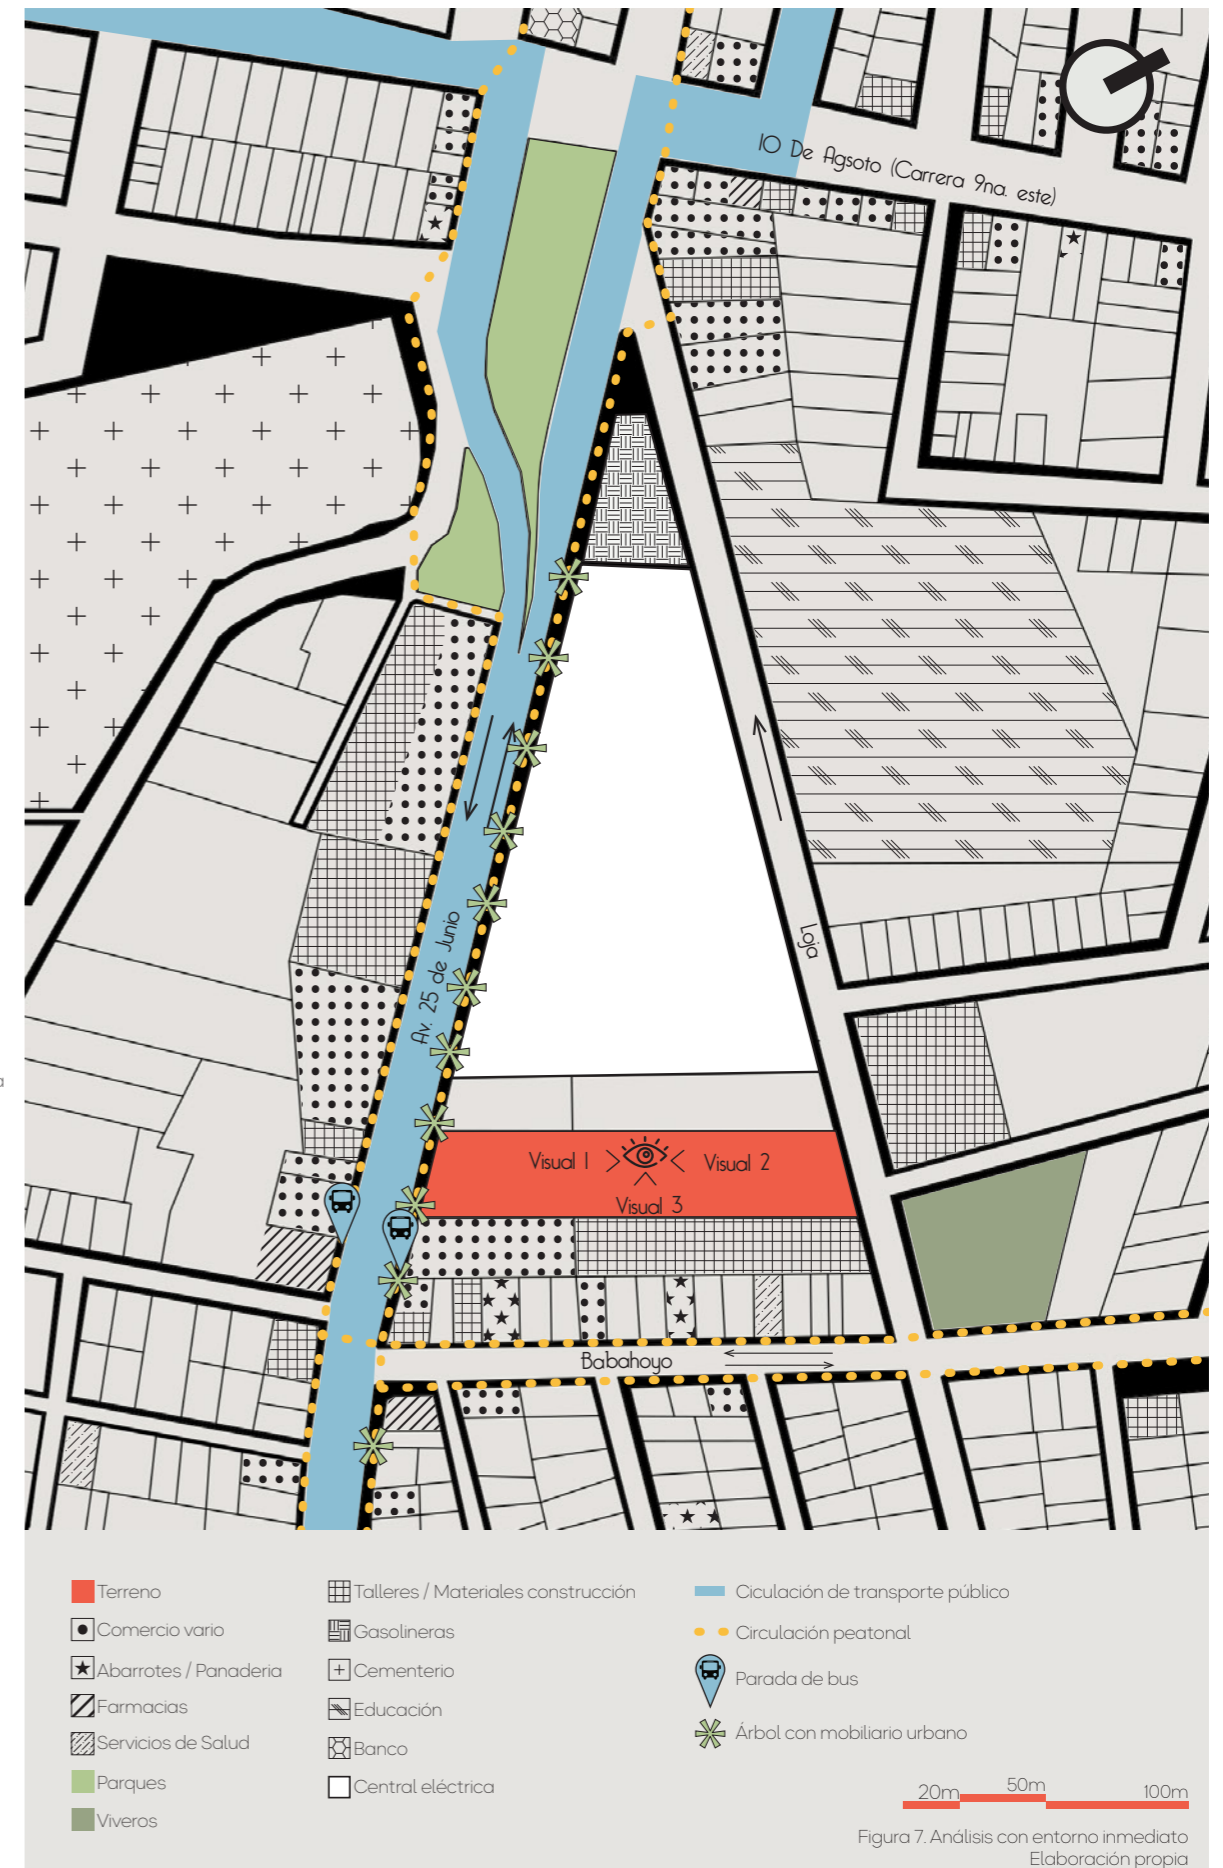 10 De Agsoto (Carrera 9na. este)
Av. 25 de Junio
Loja
Visual 1
Visual 2
Visual 3
Babahoyo
Terreno
Comercio vario
Abarrotes / Panaderia
Farmacias
Servicios de Salud
Parques
Viveros
Talleres / Materiales construcción
Gasolineras
Cementerio
Educación
Banco
Central eléctrica
Ciculación de transporte público
Circulación peatonal
Parada de bus
Árbol con mobiliario urbano
20m 50m 100m
Figura 7. Análisis con entorno inmediato
Elaboración propia